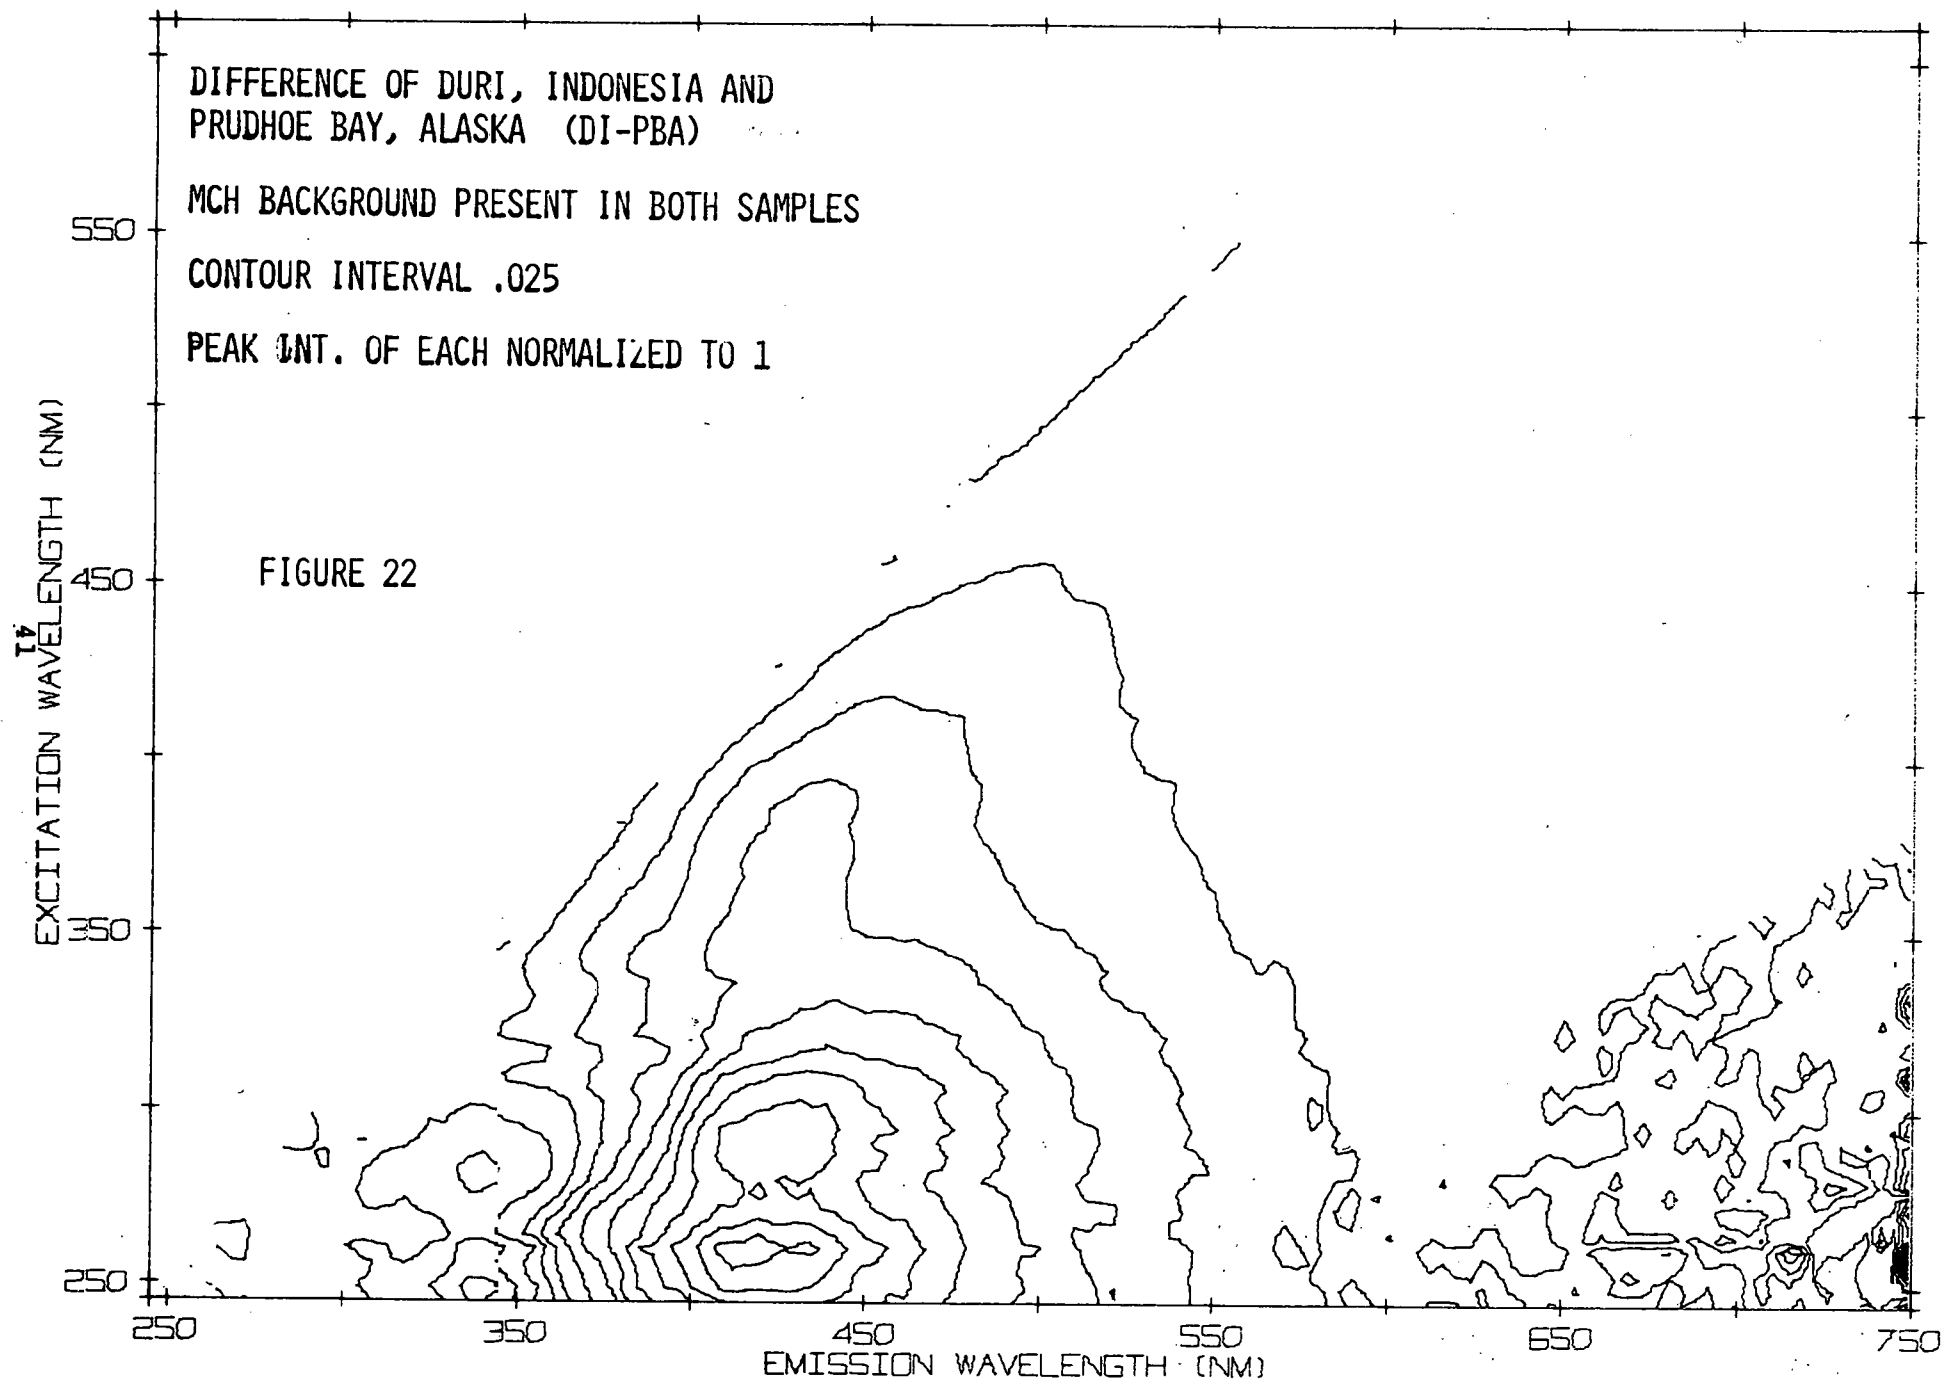 DIFFERENCE OF DURI, INDONESIA AND
PRUDHOE BAY, ALASKA (DI-PBA)
MCH BACKGROUND PRESENT IN BOTH SAMPLES
CONTOUR INTERVAL .025
PEAK INT. OF EACH NORMALIZED TO 1
FIGURE 22
EXCITATION WAVELENGTH (NM)
41
550
450
350
250
250 350 450 550 650 750
EMISSION WAVELENGTH (NM)